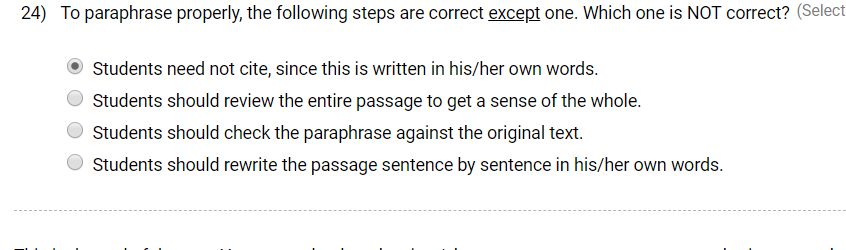 24) To paraphrase properly, the following steps are correct except one. Which one is NOT correct? (Select
Students need not cite, since this is written in his/her own words.
Students should review the entire passage to get a sense of the whole.
Students should check the paraphrase against the original text.
Students should rewrite the passage sentence by sentence in his/her own words.